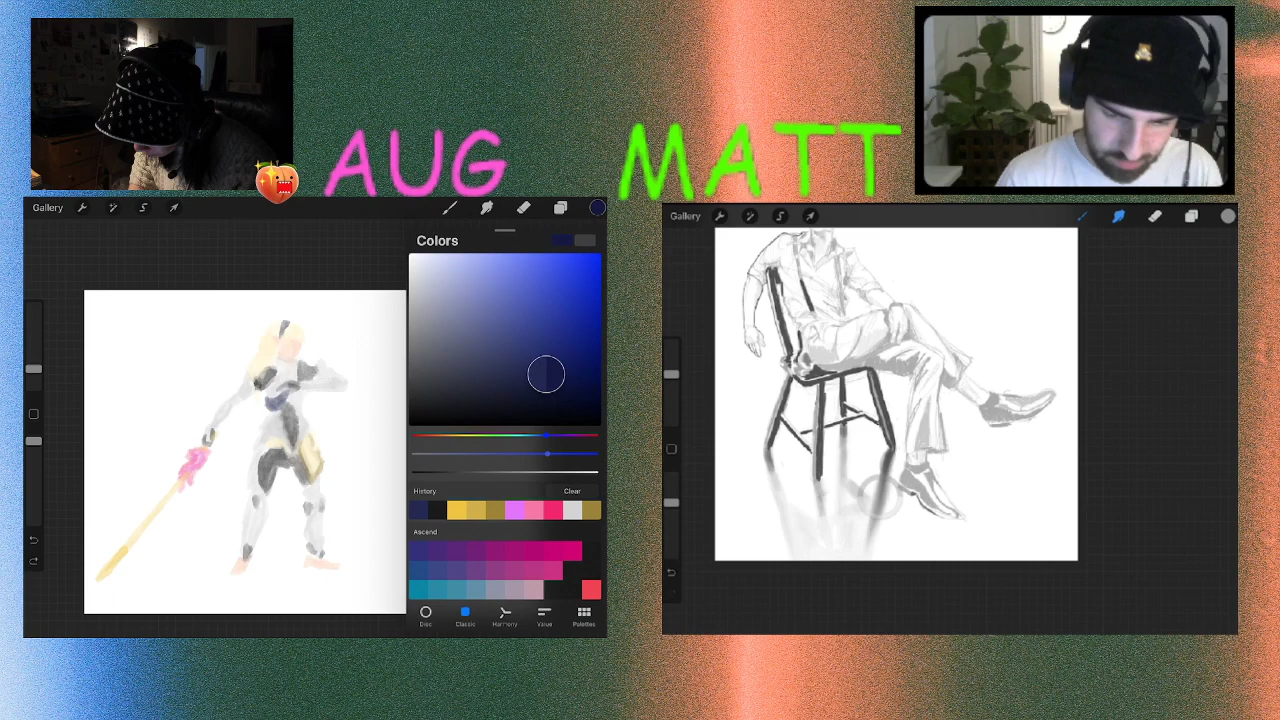 AUG
MATT
Gallery
Colors
History
Clear
Ascend
Disc
Classic
Harmony
Value
Palettes
Gallery